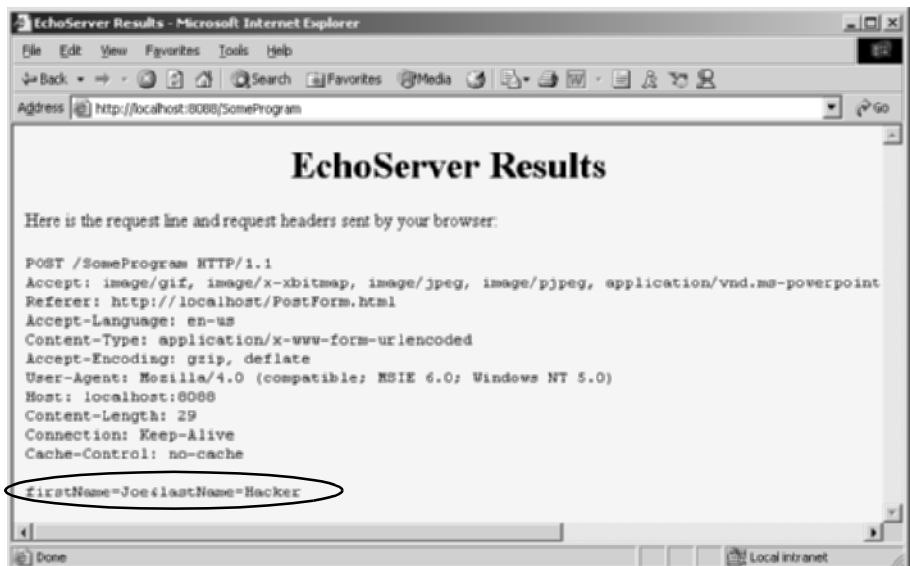 EchoServer Results - Microsoft Internet Explorer
File Edit View Favorites Tools Help
Back Search Favorites Media
Address http://localhost:8088/SomeProgram Go
EchoServer Results
Here is the request line and request headers sent by your browser:
POST /SomeProgram HTTP/1.1
Accept: image/gif, image/x-xbitmap, image/jpeg, image/pjpeg, application/vnd.ms-powerpoint
Referer: http://localhost/PostForm.html
Accept-Language: en-us
Content-Type: application/x-www-form-urlencoded
Accept-Encoding: gzip, deflate
User-Agent: Mozilla/4.0 (compatible; MSIE 6.0; Windows NT 5.0)
Host: localhost:8088
Content-Length: 29
Connection: Keep-Alive
Cache-Control: no-cache
firstName=Joe&lastName=Hacker
Done Local intranet